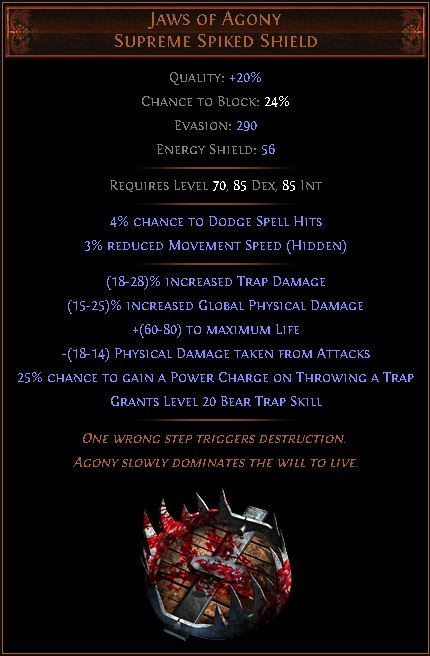 Jaws of Agony
Supreme Spiked Shield
Quality: +20%
Chance to Block: 24%
Evasion: 290
Energy Shield: 56
Requires Level 70, 85 Dex, 85 Int
4% chance to Dodge Spell Hits
3% reduced Movement Speed (Hidden)
(18-28)% increased Trap Damage
(15-25)% increased Global Physical Damage
+(60-80) to maximum Life
-(18-14) Physical Damage taken from Attacks
25% chance to gain a Power Charge on Throwing a Trap
Grants Level 20 Bear Trap Skill
One wrong step triggers destruction.
Agony slowly dominates the will to live.